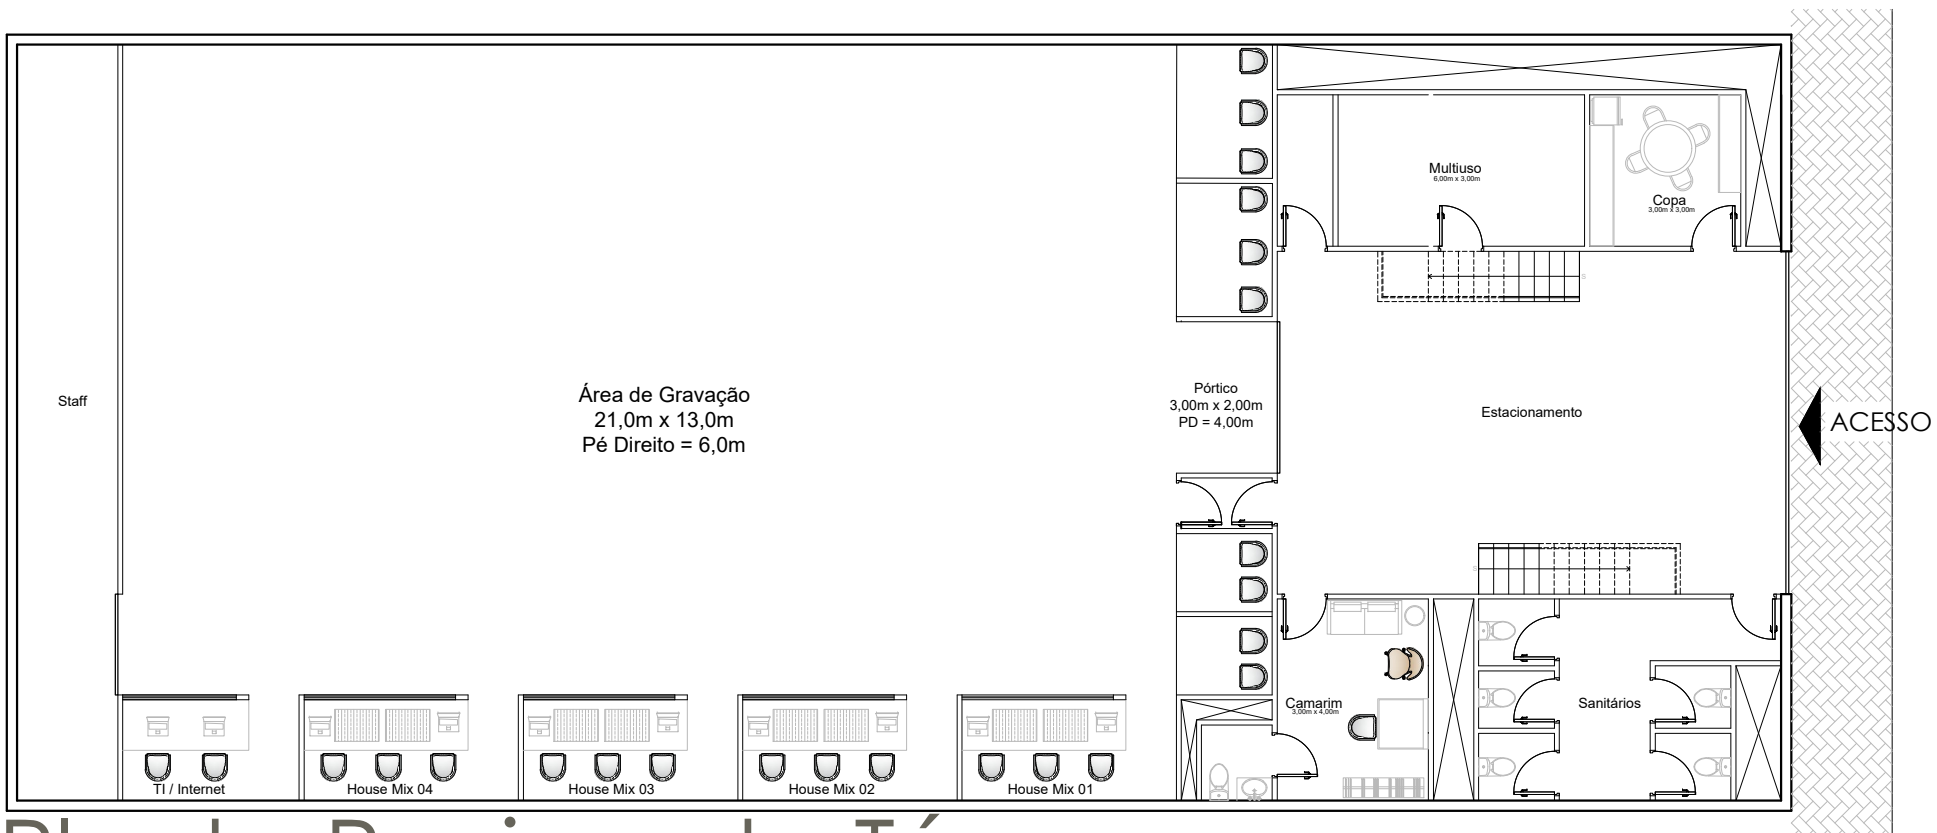 Multiuso
6,00m x 3,00m
Copa
3,00m x 3,00m
S
Staff
Área de Gravação
21,0m x 13,0m
Pé Direito = 6,0m
Pórtico
3,00m x 2,00m
PD = 4,00m
Estacionamento
ACESSO
S
Camarim
3,00m x 4,00m
Sanitários
TI / Internet
House Mix 04
House Mix 03
House Mix 02
House Mix 01